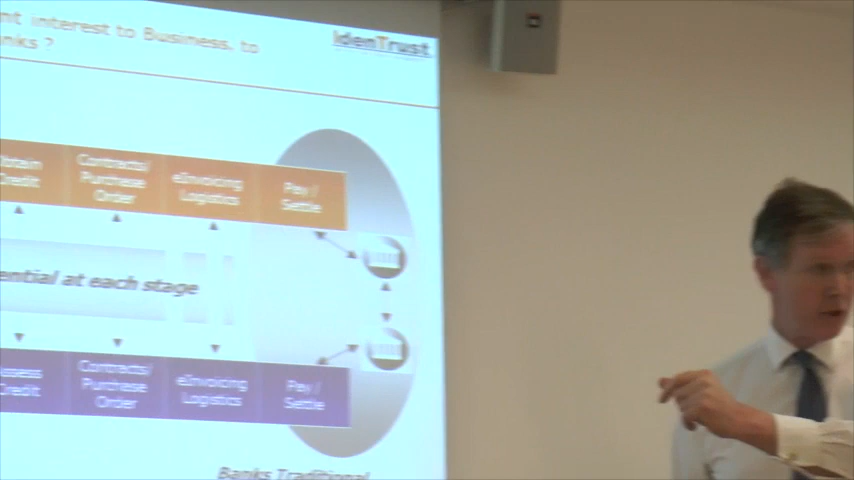 nt interest to Business, to
nks ?
IdenTrust
btain
Credit
Contracts/
Purchase
Order
eInvoicing
Logistics
Pay /
Settle
ential at each stage
ssess
Credit
Contracts/
Purchase
Order
eInvoicing
Logistics
Pay /
Settle
Banks Traditional